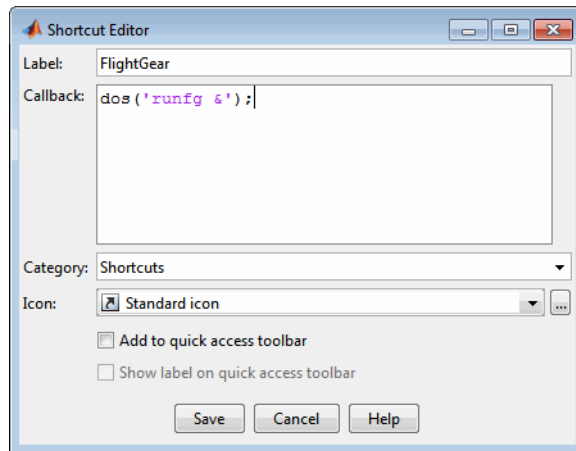 Shortcut Editor
Label: FlightGear
Callback: dos('runfg &');
Category: Shortcuts
Icon: Standard icon ...
Add to quick access toolbar
Show label on quick access toolbar
Save Cancel Help